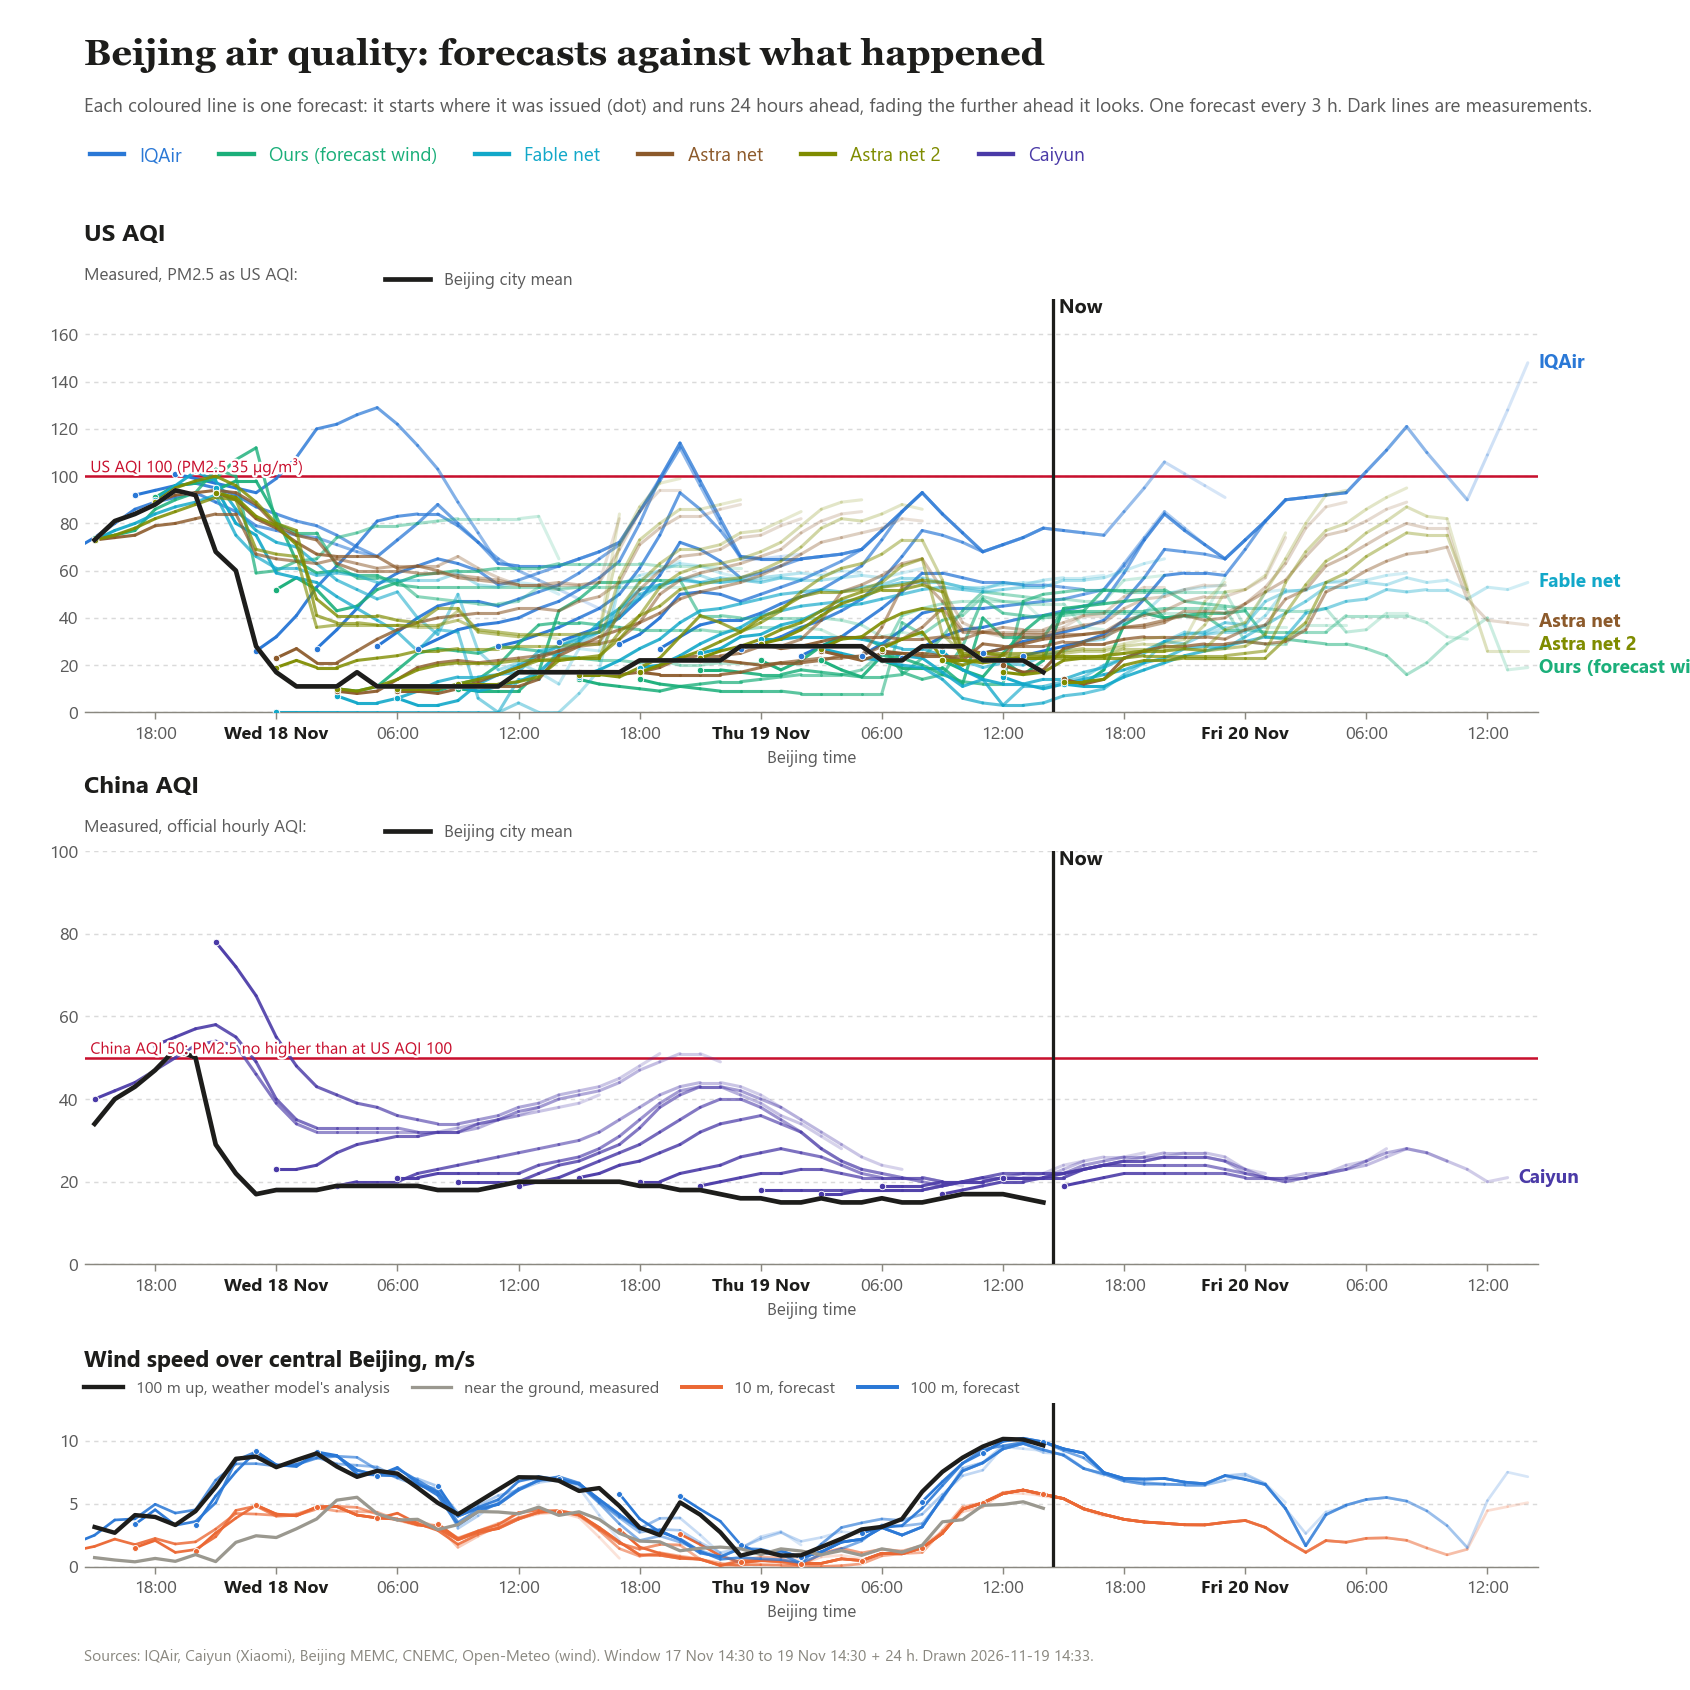 Beijing air quality: forecasts against what happened
Each coloured line is one forecast: it starts where it was issued (dot) and runs 24 hours ahead, fading the further ahead it looks. One forecast every 3 h. Dark lines are measurements.
IQAir Ours (forecast wind) Fable net Astra net Astra net 2 Caiyun
US AQI
Measured, PM2.5 as US AQI: Beijing city mean
Now
160
140
120
100
80
60
40
20
0
US AQI 100 (PM2.5 35 µg/m³)
IQAir
Fable net
Astra net
Astra net 2
Ours (forecast wi
18:00 Wed 18 Nov 06:00 12:00 18:00 Thu 19 Nov 06:00 12:00 18:00 Fri 20 Nov 06:00 12:00
Beijing time
China AQI
Measured, official hourly AQI: Beijing city mean
Now
100
80
60
40
20
0
China AQI 50: PM2.5 no higher than at US AQI 100
Caiyun
18:00 Wed 18 Nov 06:00 12:00 18:00 Thu 19 Nov 06:00 12:00 18:00 Fri 20 Nov 06:00 12:00
Beijing time
Wind speed over central Beijing, m/s
100 m up, weather model's analysis near the ground, measured 10 m, forecast 100 m, forecast
10
5
0
18:00 Wed 18 Nov 06:00 12:00 18:00 Thu 19 Nov 06:00 12:00 18:00 Fri 20 Nov 06:00 12:00
Beijing time
Sources: IQAir, Caiyun (Xiaomi), Beijing MEMC, CNEMC, Open-Meteo (wind). Window 17 Nov 14:30 to 19 Nov 14:30 + 24 h. Drawn 2026-11-19 14:33.